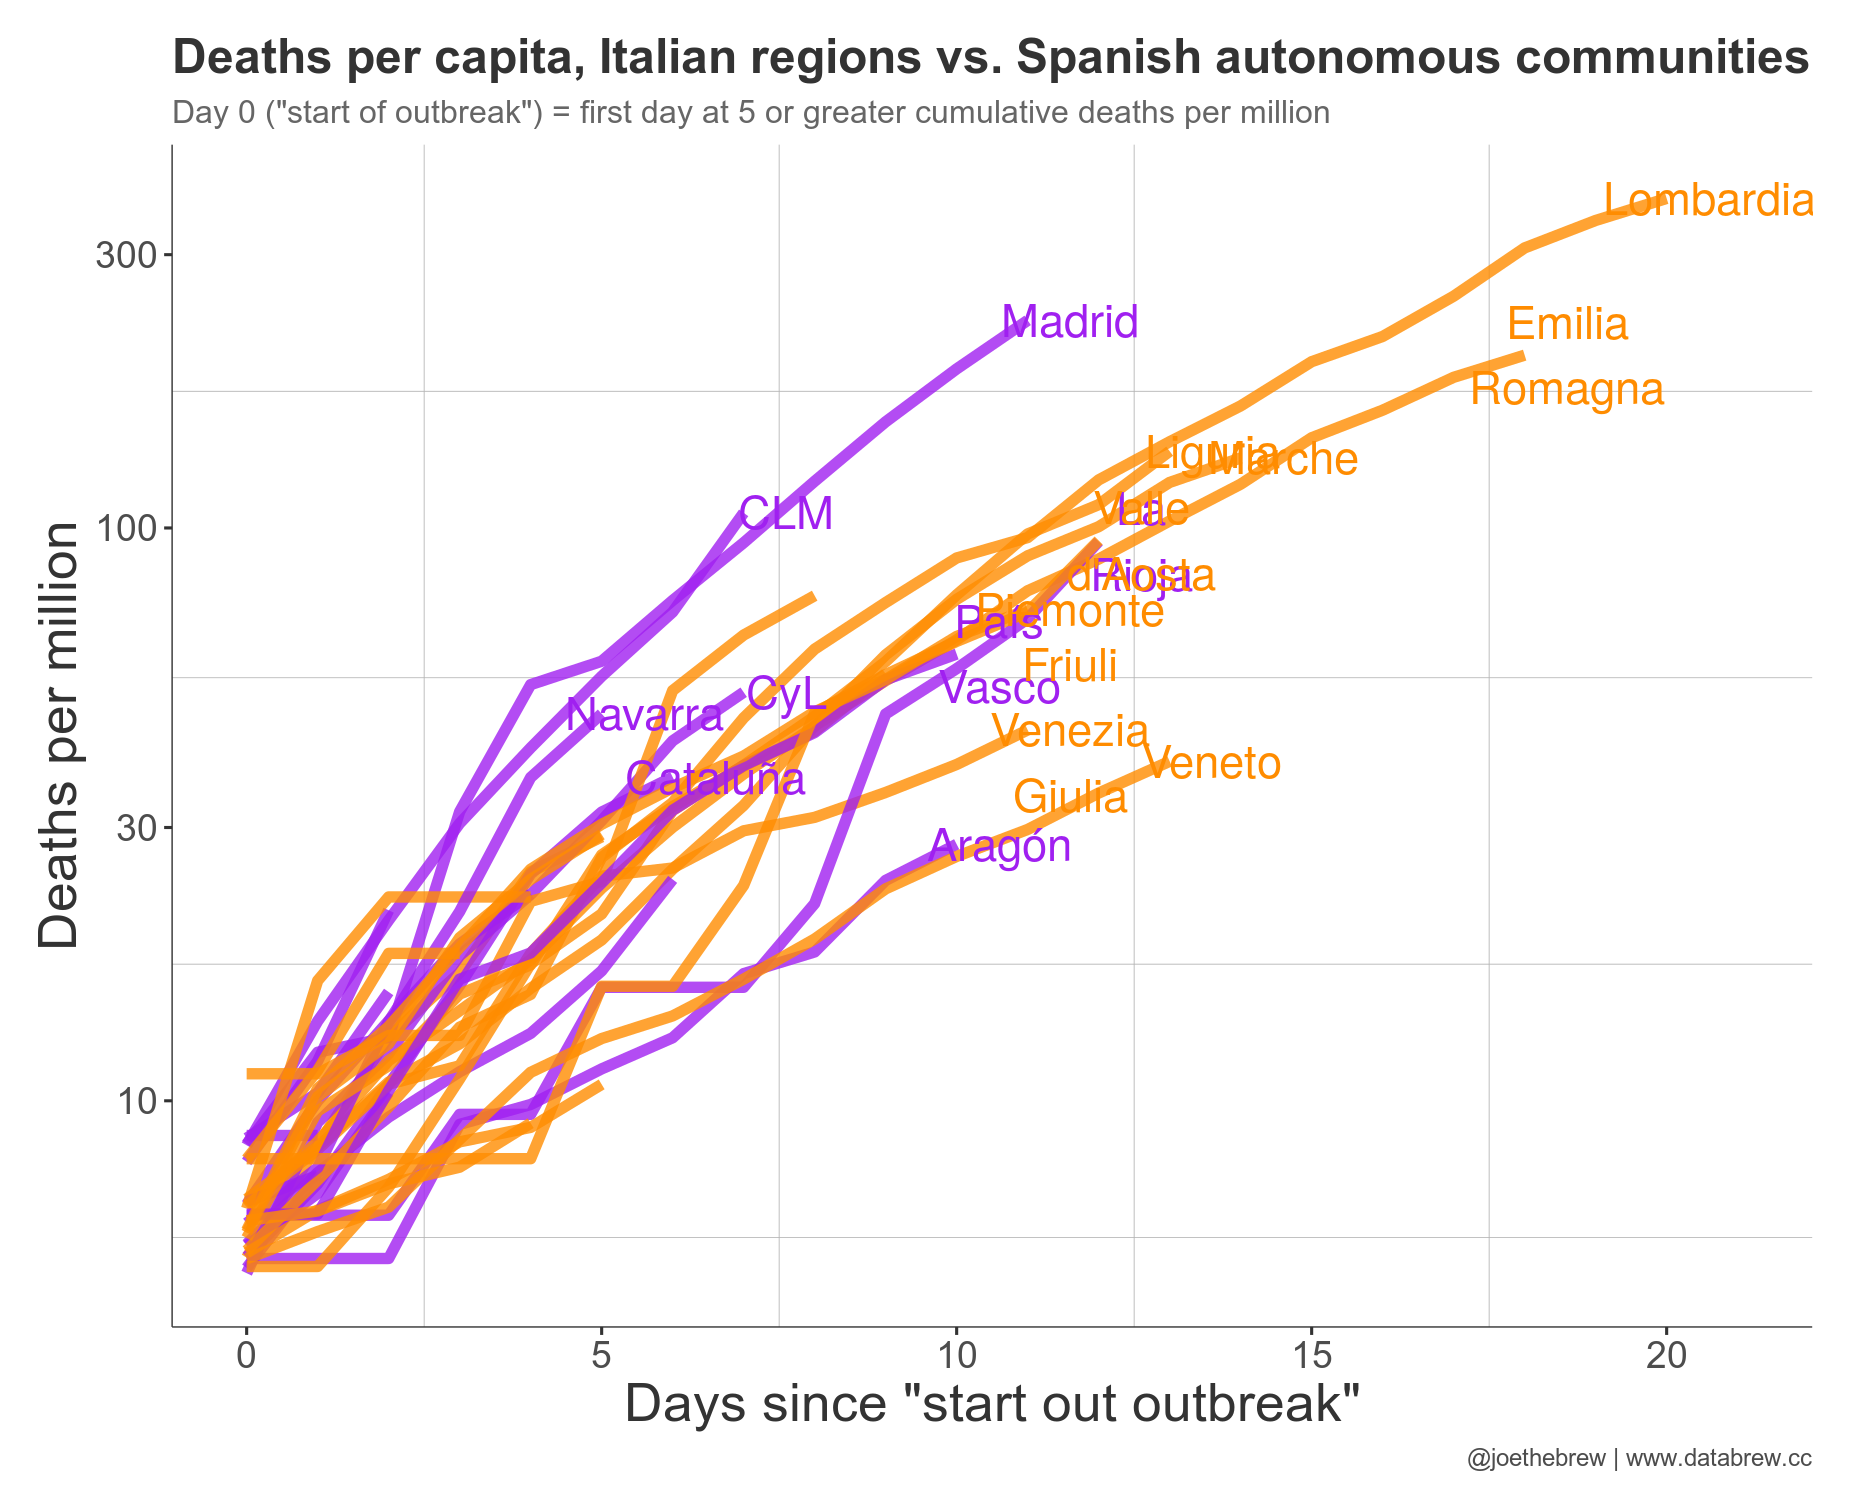 Deaths per capita, Italian regions vs. Spanish autonomous communities
Day 0 ("start of outbreak") = first day at 5 or greater cumulative deaths per million
Deaths per million
300
100
30
10
Lombardia
Madrid
Emilia
Romagna
Liguria
Marche
CLM
Valle
La
d'Aosta
Rioja
Piemonte
País
Vasco
Friuli
Venezia
Giulia
CyL
Navarra
Cataluña
Veneto
Aragón
0
5
10
15
20
Days since "start out outbreak"
@joethebrew | www.databrew.cc